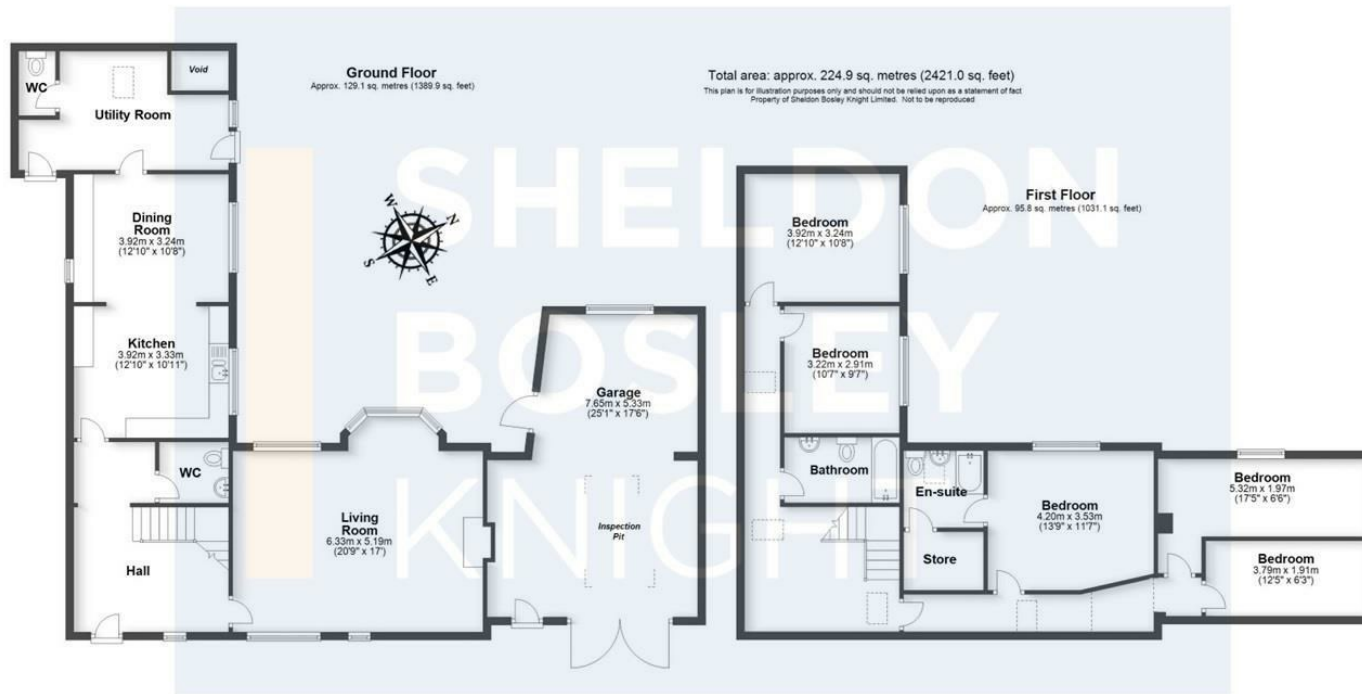 Ground Floor
Approx. 129.1 sq. metres (1389.9 sq. feet)
Total area: approx. 224.9 sq. metres (2421.0 sq. feet)
This plan is for illustration purposes only and should not be relied upon as a statement of fact
Property of Sheldon Bosley Knight Limited. Not to be reproduced
WC
Void
Utility Room
Dining
Room
3.92m x 3.24m
(12'10" x 10'8")
Kitchen
3.92m x 3.33m
(12'10" x 10'11")
WC
Hall
Living
Room
6.33m x 5.19m
(20'9" x 17')
Garage
7.65m x 5.33m
(25'1" x 17'6")
Inspection
Pit
W
N
S
E
First Floor
Approx. 95.8 sq. metres (1031.1 sq. feet)
Bedroom
3.92m x 3.24m
(12'10" x 10'8")
Bedroom
3.22m x 2.91m
(10'7" x 9'7")
Bathroom
En-suite
Store
Bedroom
4.20m x 3.53m
(13'9" x 11'7")
Bedroom
5.32m x 1.97m
(17'5" x 6'6")
Bedroom
3.79m x 1.91m
(12'5" x 6'3")
SHELDON
BOSLEY
KNIGHT